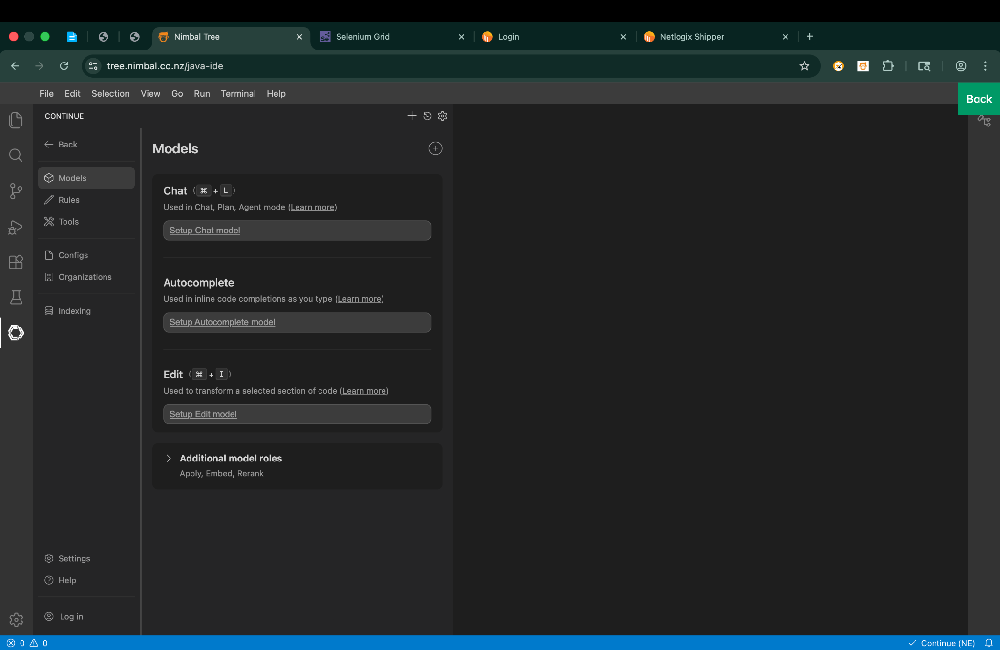 Nimbal Tree
Selenium Grid
Login
Netlogix Shipper
tree.nimbal.co.nz/java-ide
File Edit Selection View Go Run Terminal Help
Back
CONTINUE
Back
Models
Rules
Tools
Configs
Organizations
Indexing
Settings
Help
Log in
Models
Chat (⌘ + L)
Used in Chat, Plan, Agent mode (Learn more)
Setup Chat model
Autocomplete
Used in inline code completions as you type (Learn more)
Setup Autocomplete model
Edit (⌘ + I)
Used to transform a selected section of code (Learn more)
Setup Edit model
Additional model roles
Apply, Embed, Rerank
0 0
Continue (NE)